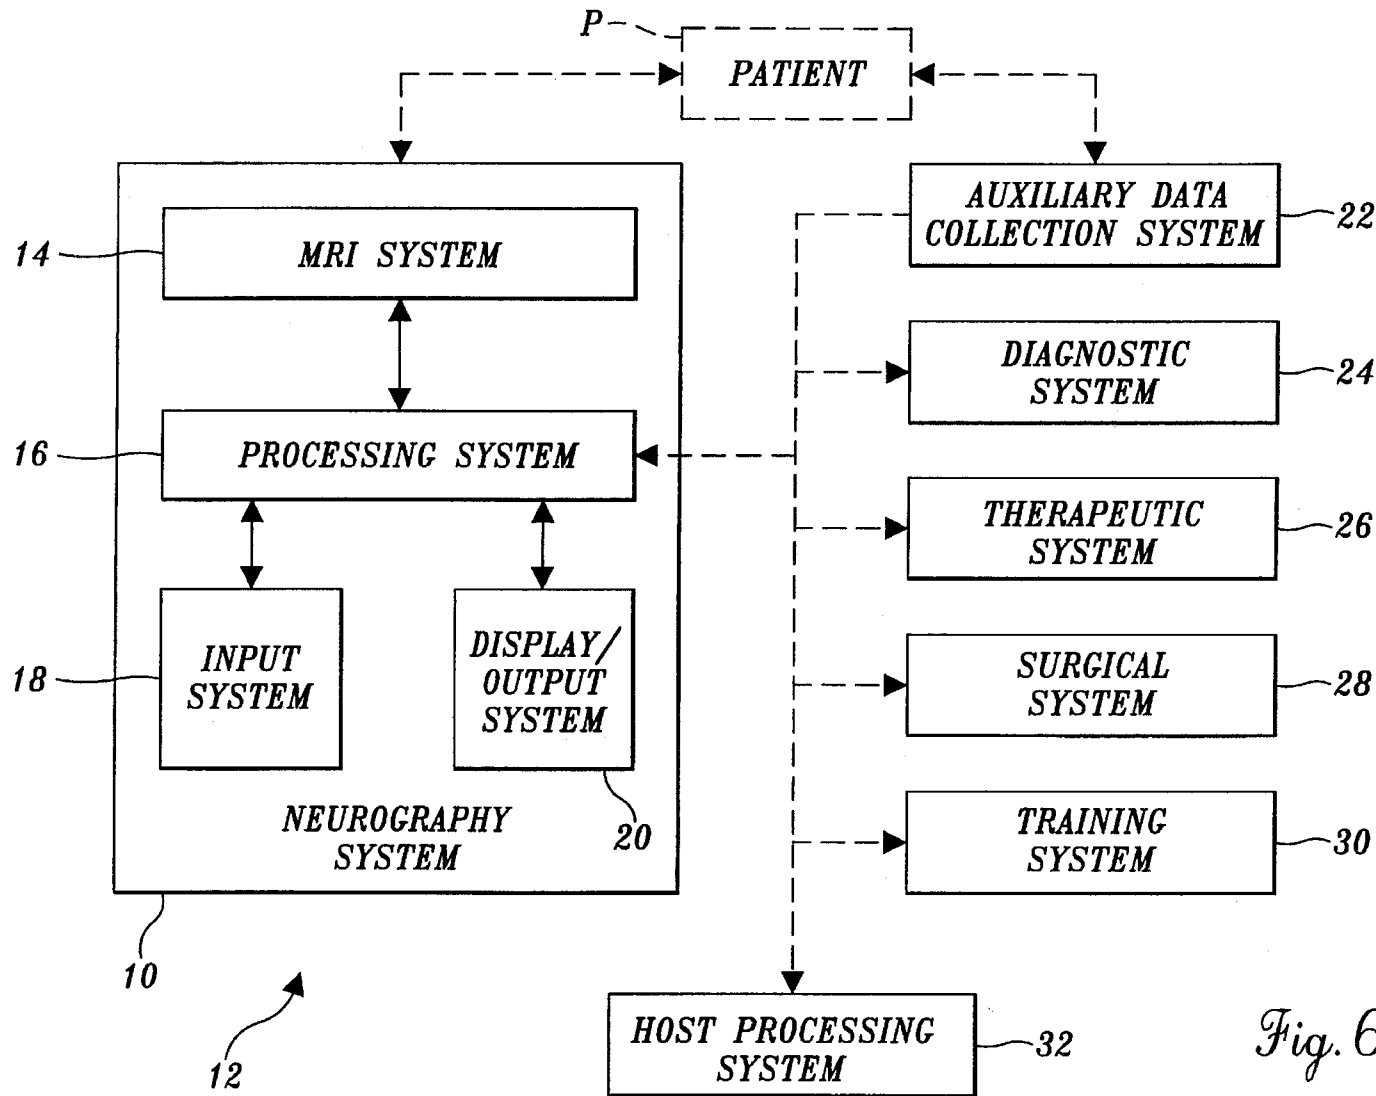 P
PATIENT
14
MRI SYSTEM
16
PROCESSING SYSTEM
18
INPUT
SYSTEM
DISPLAY/
OUTPUT
SYSTEM
20
NEUROGRAPHY
SYSTEM
10
12
AUXILIARY DATA
COLLECTION SYSTEM
22
DIAGNOSTIC
SYSTEM
24
THERAPEUTIC
SYSTEM
26
SURGICAL
SYSTEM
28
TRAINING
SYSTEM
30
HOST PROCESSING
SYSTEM
32
Fig. 6